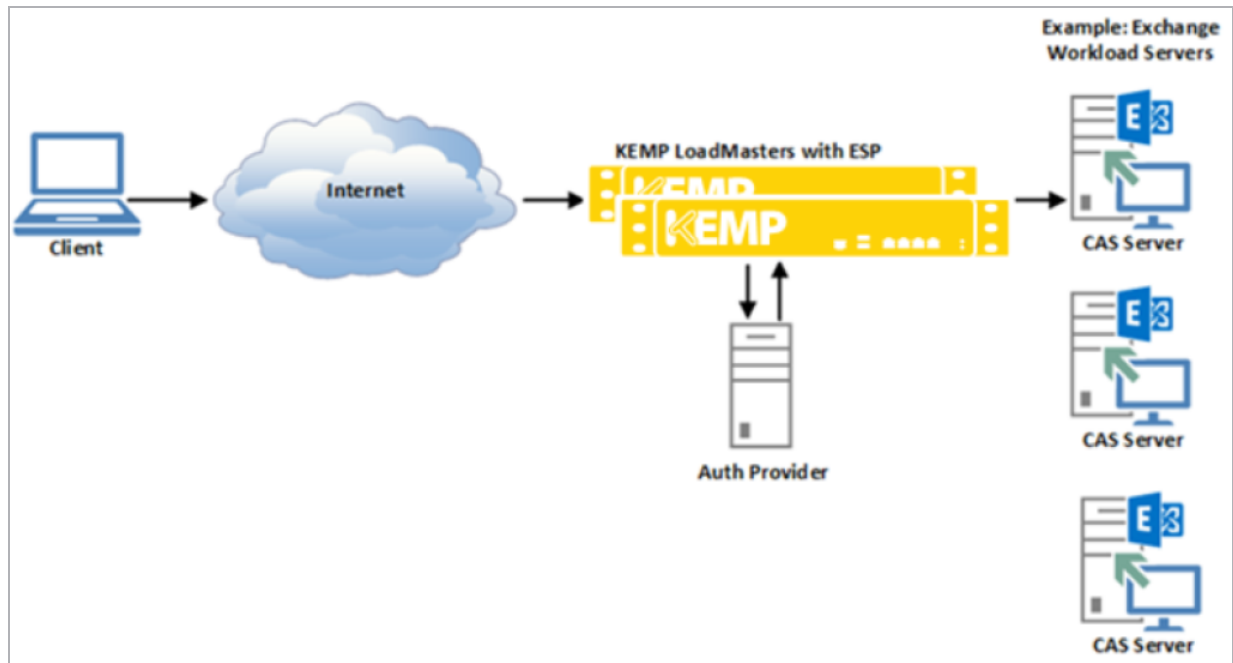 Example: Exchange
Workload Servers
KEMP LoadMasters with ESP
KEMP
Internet
KEMP
Client
E
CAS Server
E
CAS Server
Auth Provider
E
CAS Server